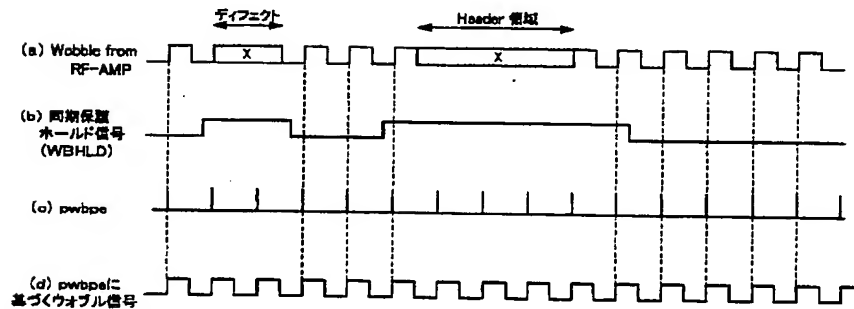 ディフェクト
Header 領域
(a) Wobble from
RF-AMP
X
X
(b) 同期保護
ホールド信号
(WBHLD)
(c) pwbpe
(d) pwbpeに
基づくウォブル信号